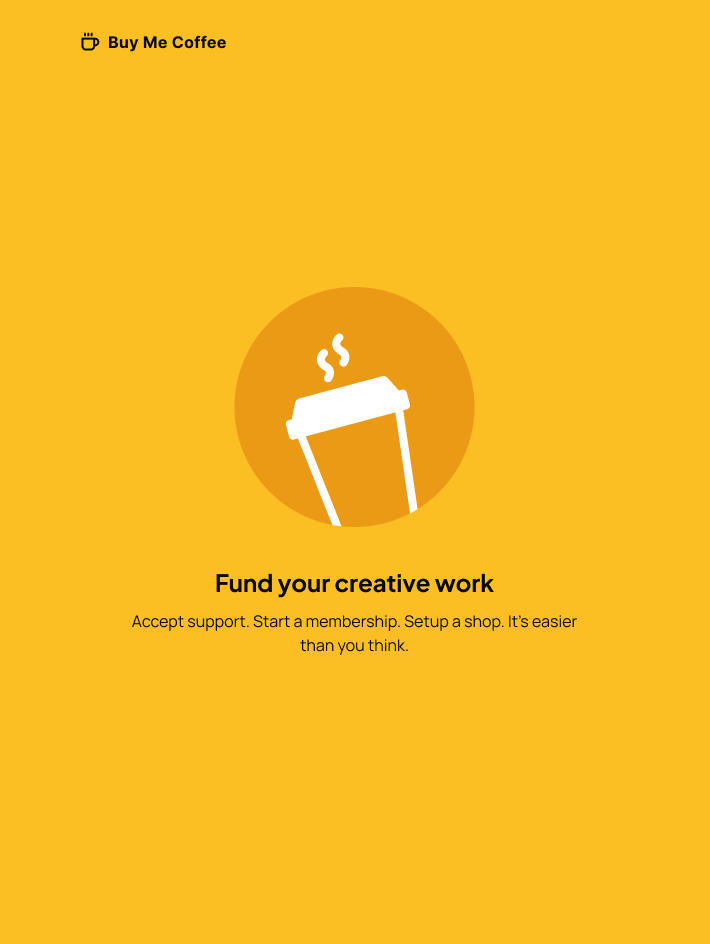 Buy Me Coffee
Fund your creative work
Accept support. Start a membership. Setup a shop. It’s easier
than you think.